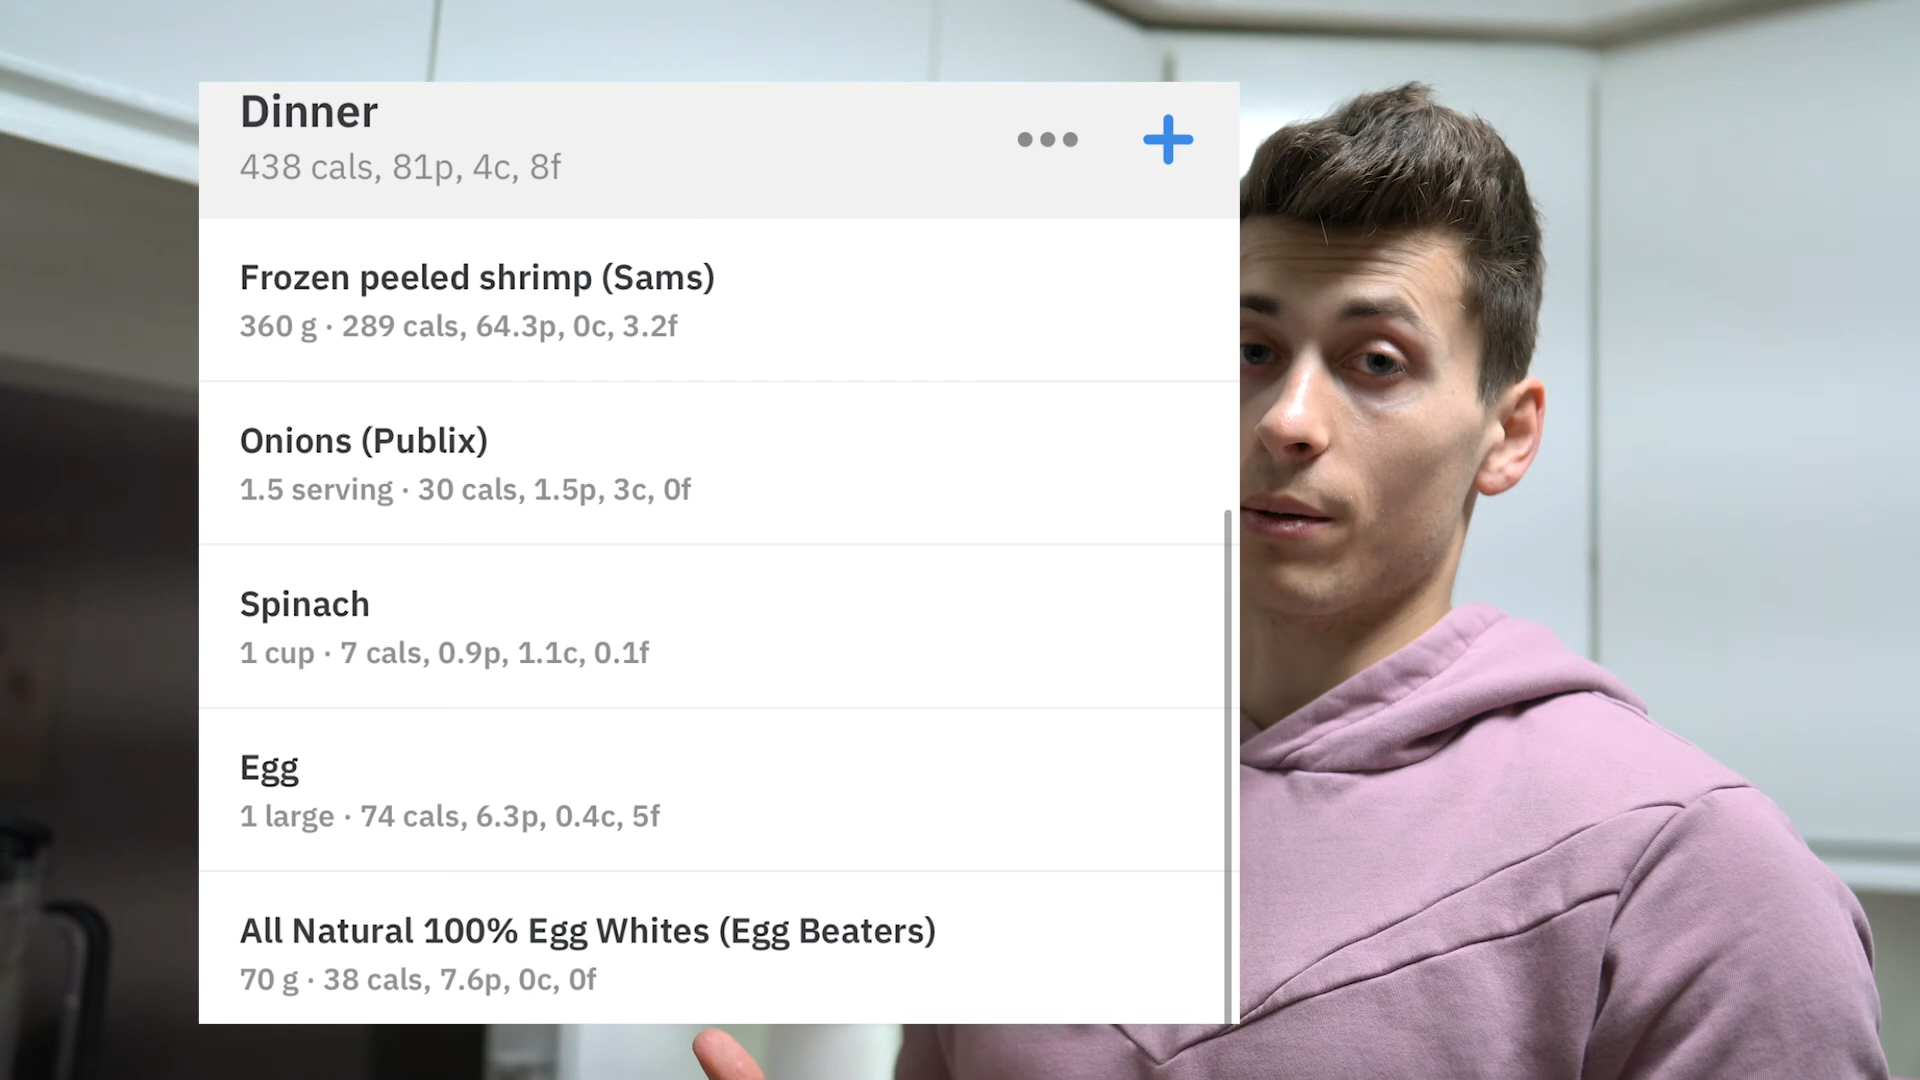 Dinner
438 cals, 81p, 4c, 8f
Frozen peeled shrimp (Sams)
360 g · 289 cals, 64.3p, 0c, 3.2f
Onions (Publix)
1.5 serving · 30 cals, 1.5p, 3c, 0f
Spinach
1 cup · 7 cals, 0.9p, 1.1c, 0.1f
Egg
1 large · 74 cals, 6.3p, 0.4c, 5f
All Natural 100% Egg Whites (Egg Beaters)
70 g · 38 cals, 7.6p, 0c, 0f